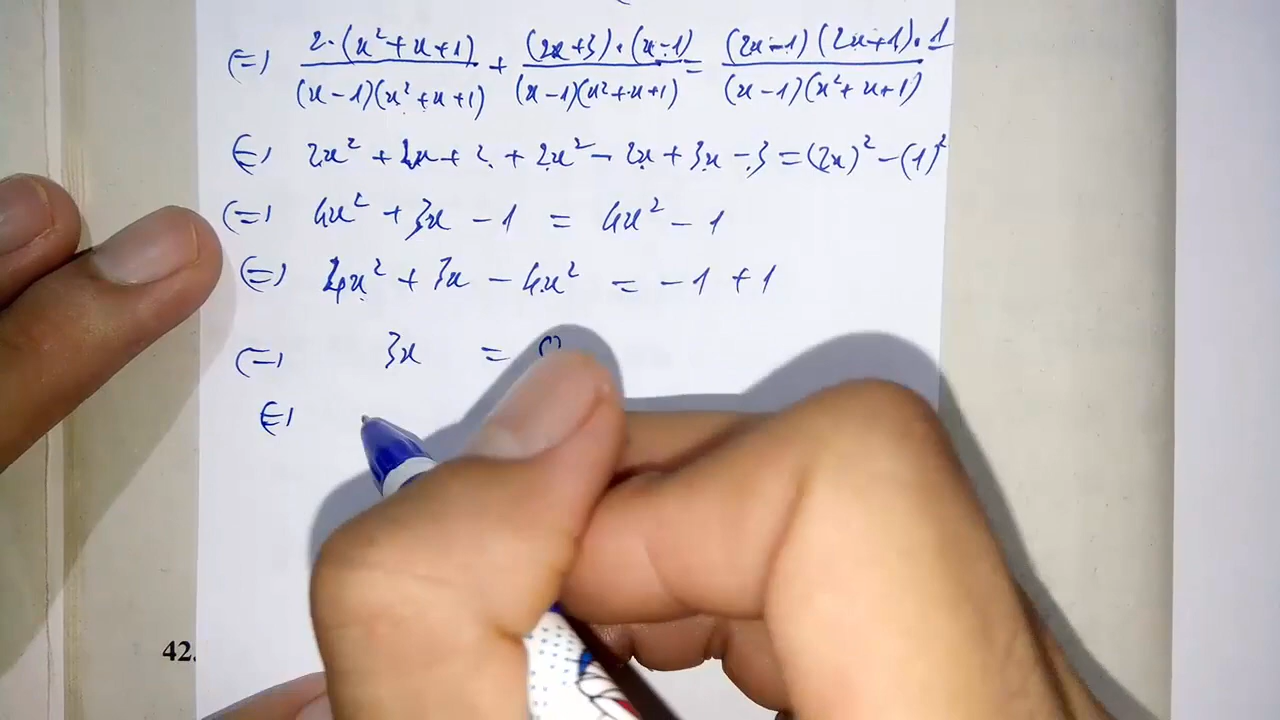 (=) 2·(x²+x+1)/(x−1)(x²+x+1) + (2x+3)·(x−1)/(x−1)(x²+x+1) = (2x−1)(2x+1)·1/(x−1)(x²+x+1)
(=) 2x² + 2x + 2 + 2x² − 2x + 3x − 3 = (2x)² − (1)²
(=) 4x² + 3x − 1 = 4x² − 1
(=) 4x² + 3x − 4x² = −1 + 1
(=) 3x = 0
(=)
42.